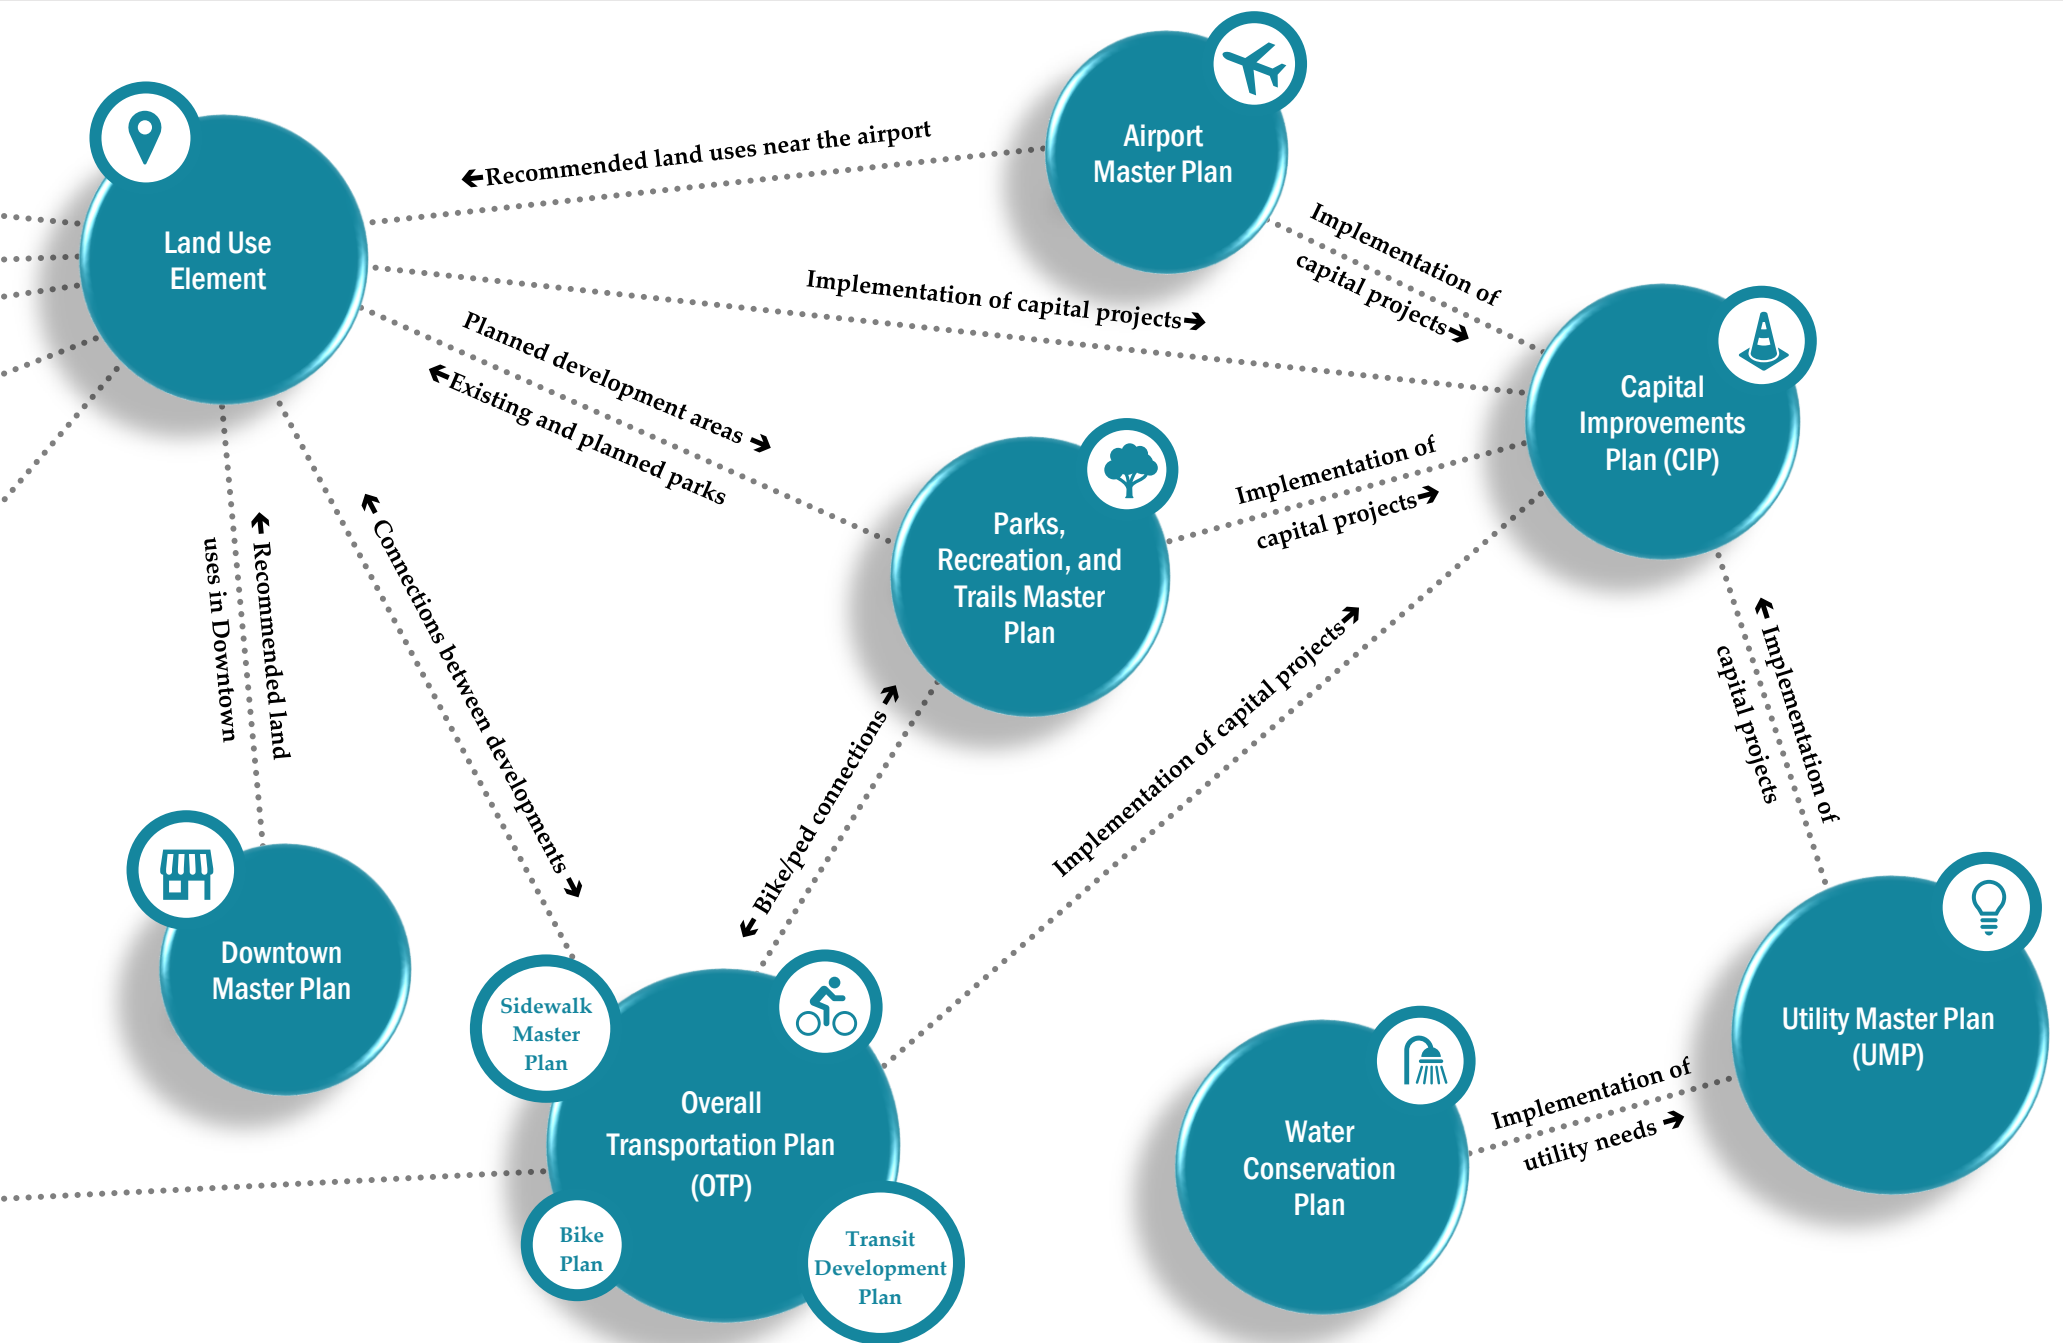 Airport
Master Plan
←Recommended land uses near the airport
Land Use
Element
Implementation of
capital projects→
Implementation of capital projects→
Planned development areas →
←Existing and planned parks
Capital
Improvements
Plan (CIP)
Implementation of
capital projects→
Parks,
Recreation, and
Trails Master
Plan
← Recommended land
uses in Downtown
← Connections between developments →
← Bike/ped connections →
Implementation of capital projects→
← Implementation of
capital projects
Downtown
Master Plan
Sidewalk
Master
Plan
Overall
Transportation Plan
(OTP)
Bike
Plan
Transit
Development
Plan
Water
Conservation
Plan
Implementation of
utility needs →
Utility Master Plan
(UMP)